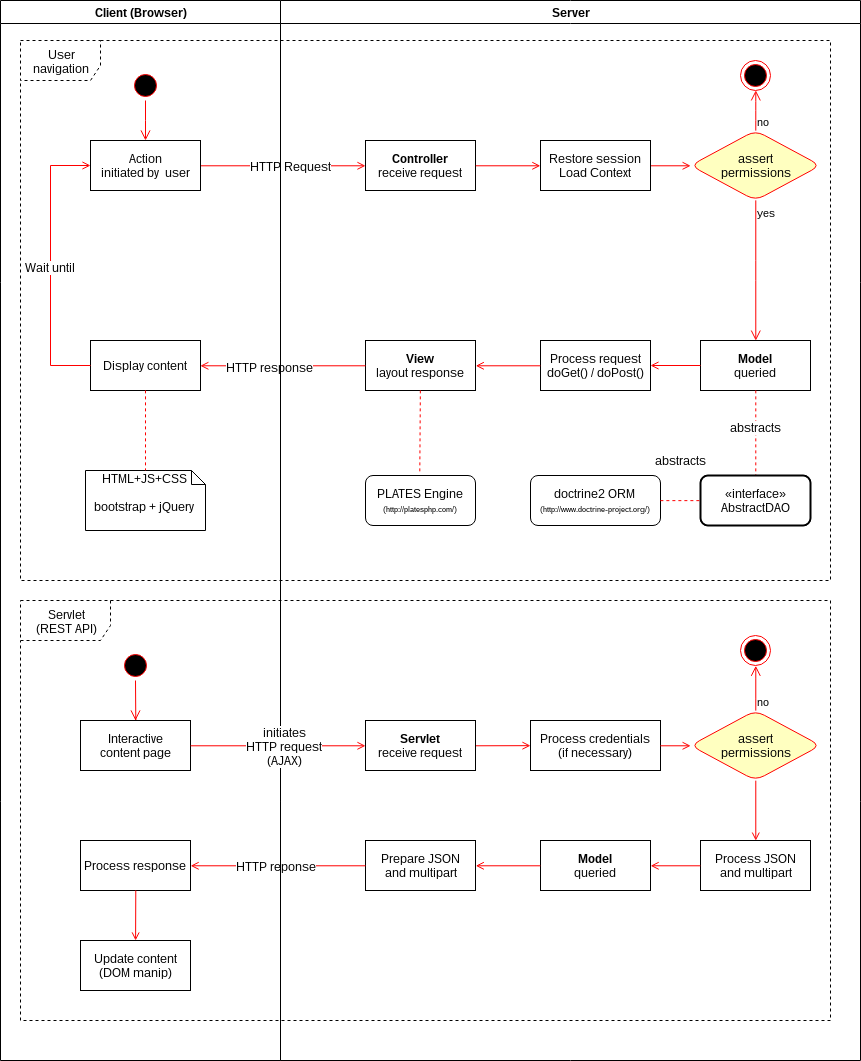 Client (Browser)
Server
User
navigation
no
Action
initiated by user
HTTP Request
Controller
receive request
Restore session
Load Context
assert
permissions
yes
Wait until
Display content
HTTP response
View
layout response
Process request
doGet() / doPost()
Model
queried
abstracts
abstracts
HTML+JS+CSS
bootstrap + jQuery
PLATES Engine
(http://platesphp.com/)
doctrine2 ORM
(http://www.doctrine-project.org/)
«interface»
AbstractDAO
Servlet
(REST API)
no
Interactive
content page
initiates
HTTP request
(AJAX)
Servlet
receive request
Process credentials
(if necessary)
assert
permissions
Process response
HTTP reponse
Prepare JSON
and multipart
Model
queried
Process JSON
and multipart
Update content
(DOM manip)